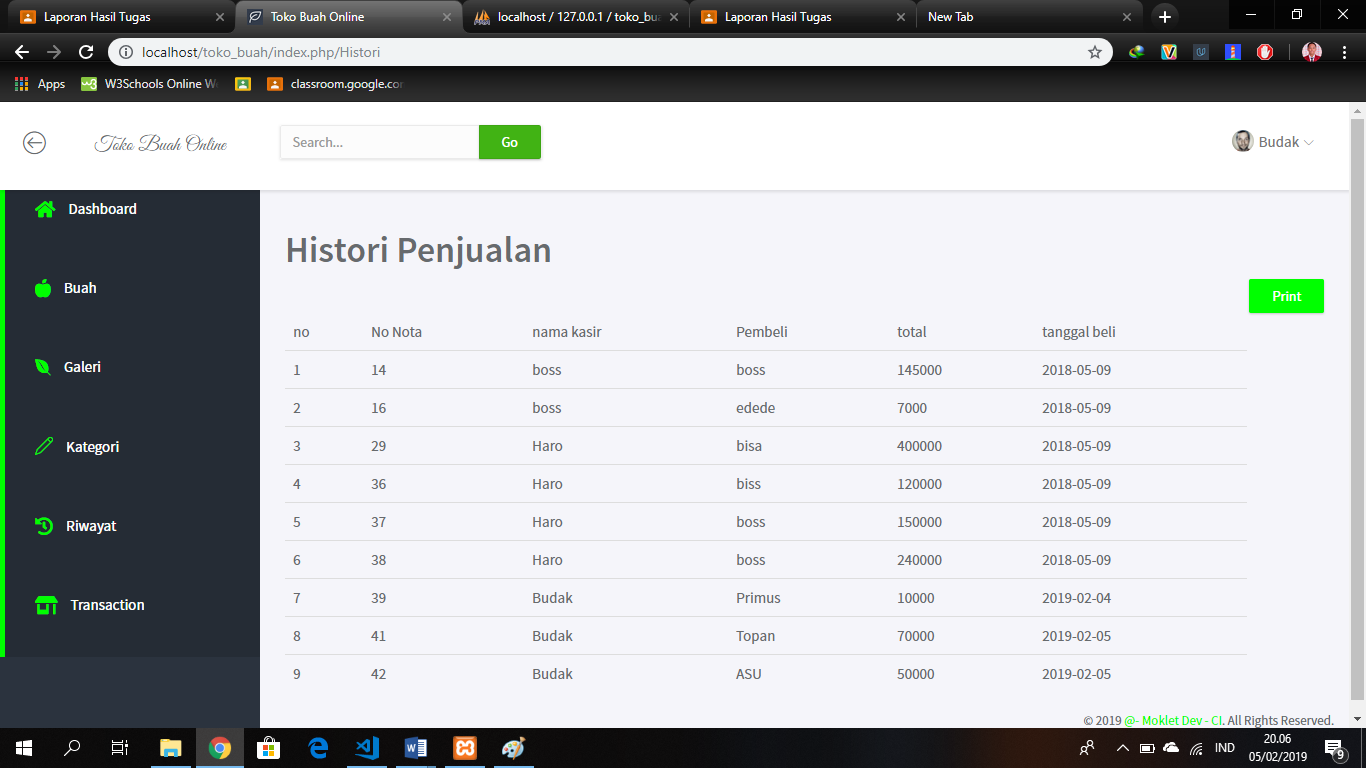 Laporan Hasil Tugas
Toko Buah Online
localhost / 127.0.0.1 / toko_bua
Laporan Hasil Tugas
New Tab
localhost/toko_buah/index.php/Histori
Apps
W3Schools Online We
classroom.google.con
Toko Buah Online
Search...
Go
Budak
Dashboard
Buah
Galeri
Kategori
Riwayat
Transaction
Histori Penjualan
Print
no No Nota nama kasir Pembeli total tanggal beli
1 14 boss boss 145000 2018-05-09
2 16 boss edede 7000 2018-05-09
3 29 Haro bisa 400000 2018-05-09
4 36 Haro biss 120000 2018-05-09
5 37 Haro boss 150000 2018-05-09
6 38 Haro boss 240000 2018-05-09
7 39 Budak Primus 10000 2019-02-04
8 41 Budak Topan 70000 2019-02-05
9 42 Budak ASU 50000 2019-02-05
© 2019 @- Moklet Dev - CI. All Rights Reserved.
IND
20.06
05/02/2019
9